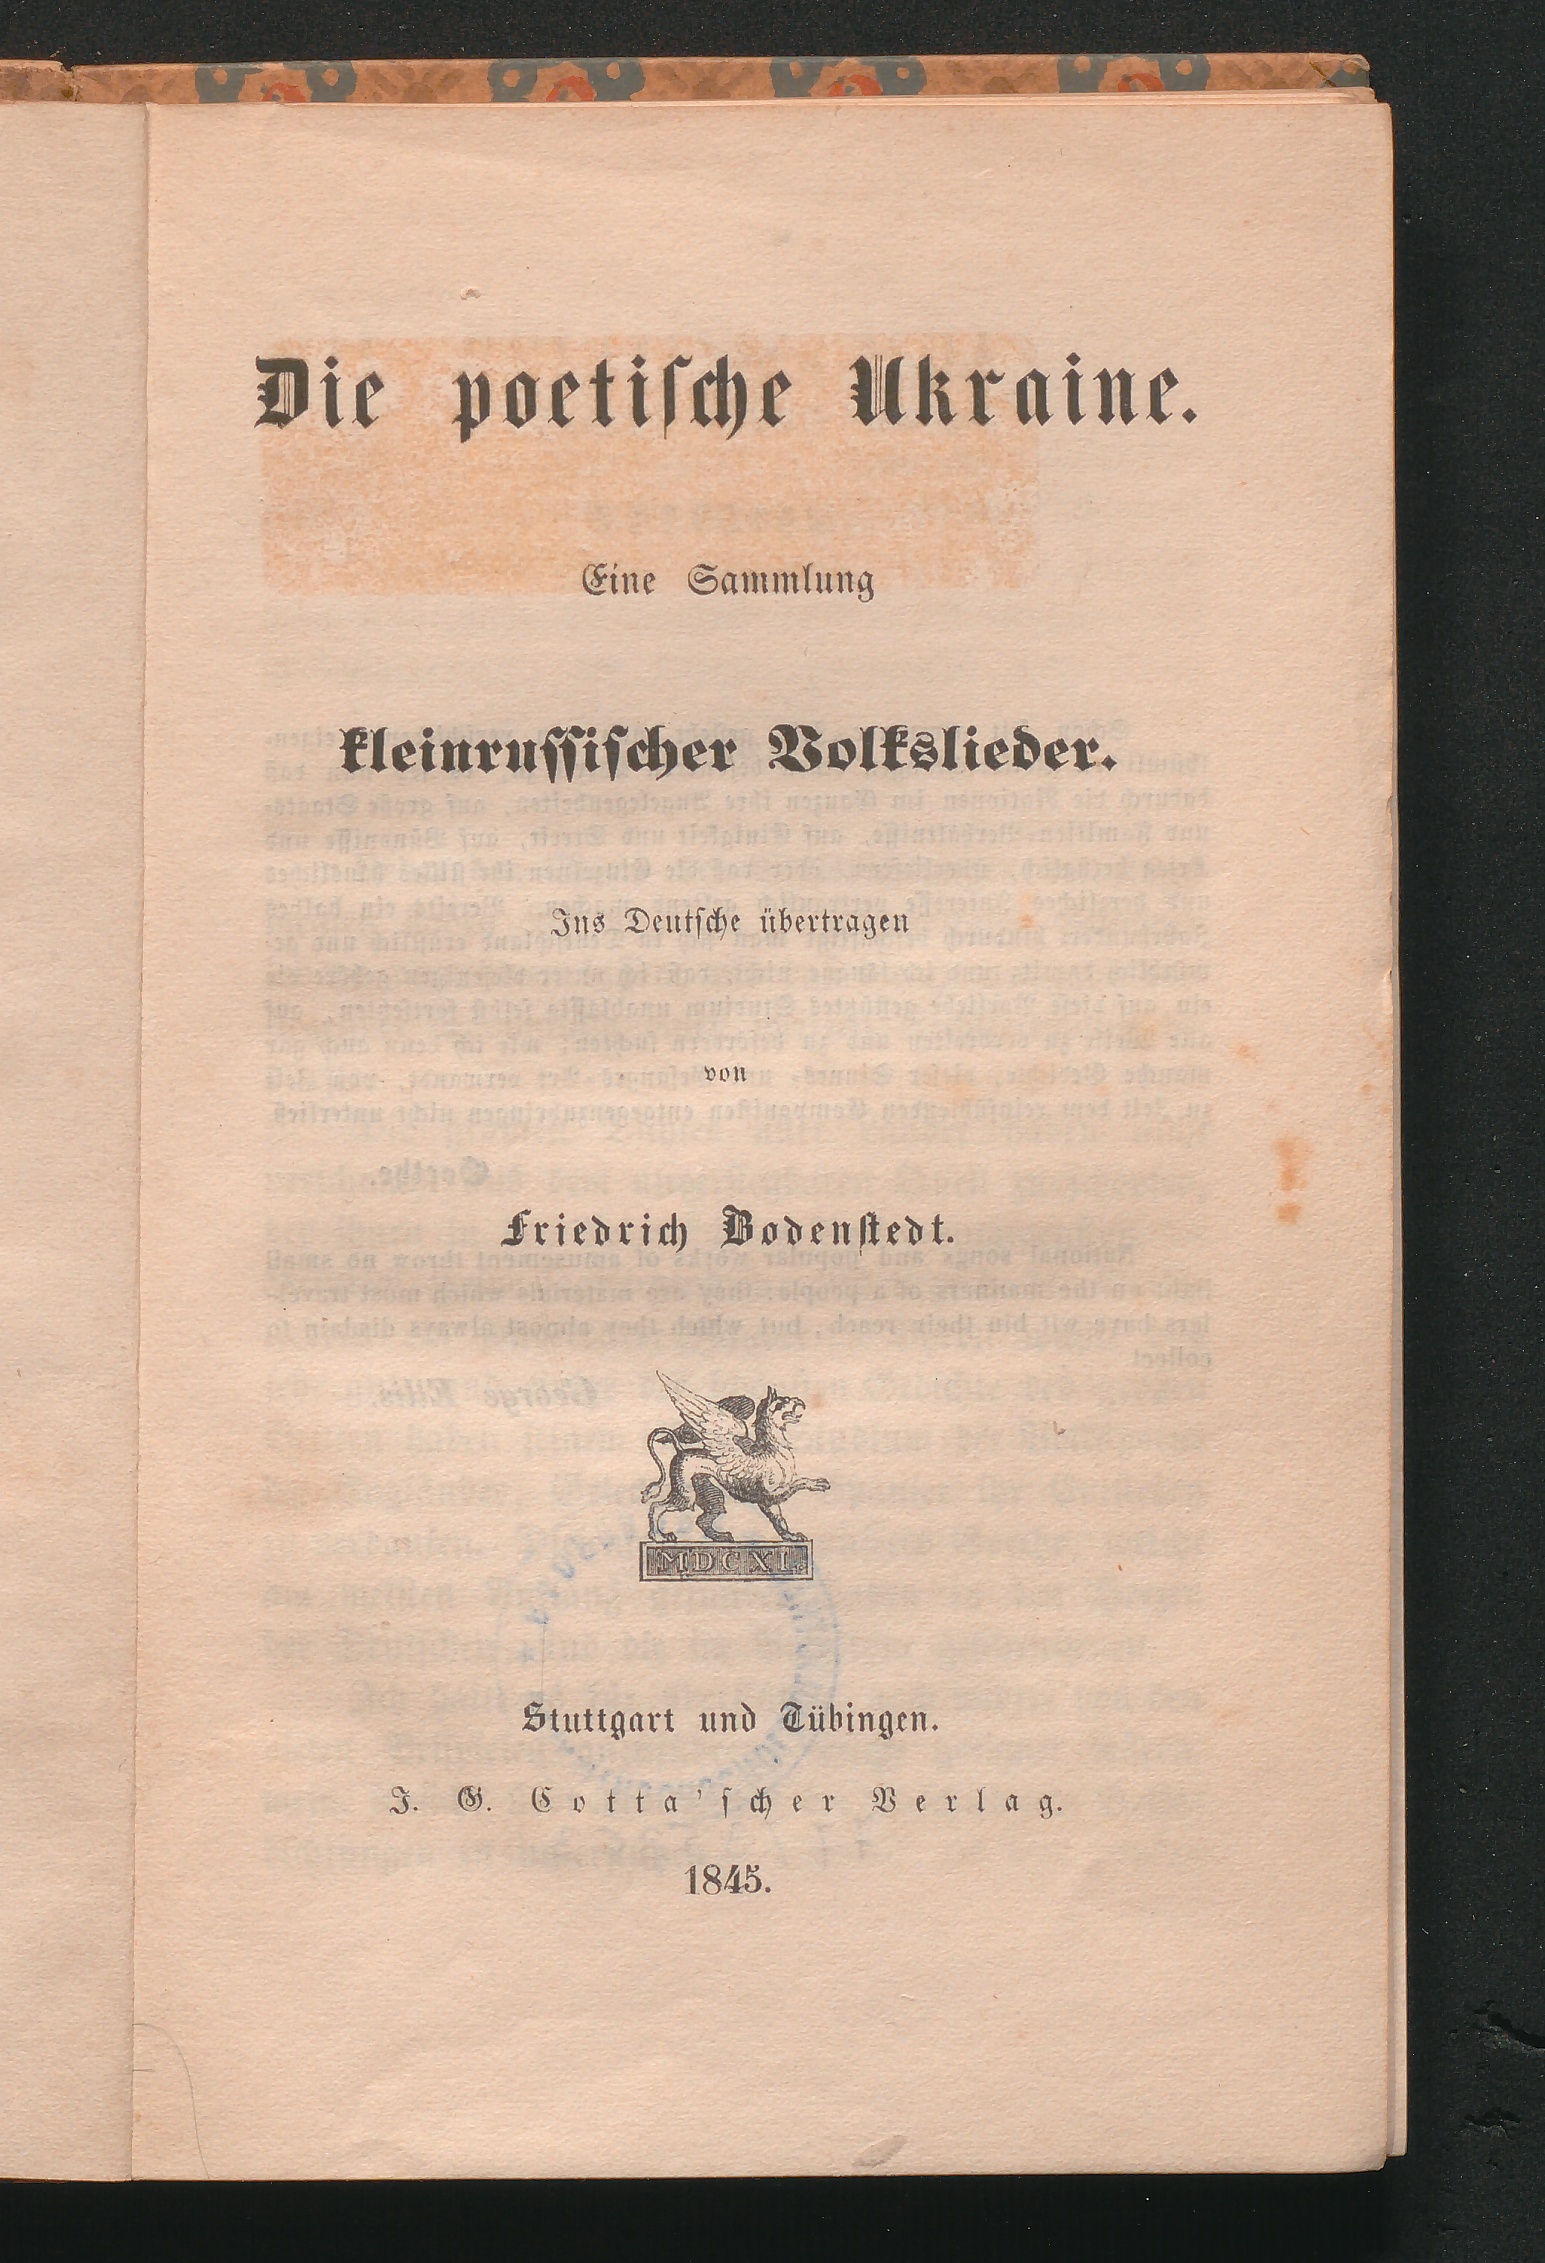 Die poetiſche Ukraine.
Eine Sammlung
kleinruſſiſcher Volkslieder.
Ins Deutſche übertragen
von
Friedrich Bodenſtedt.
MDCXL.
Stuttgart und Tübingen.
J. G. Cotta'ſcher Verlag.
1845.